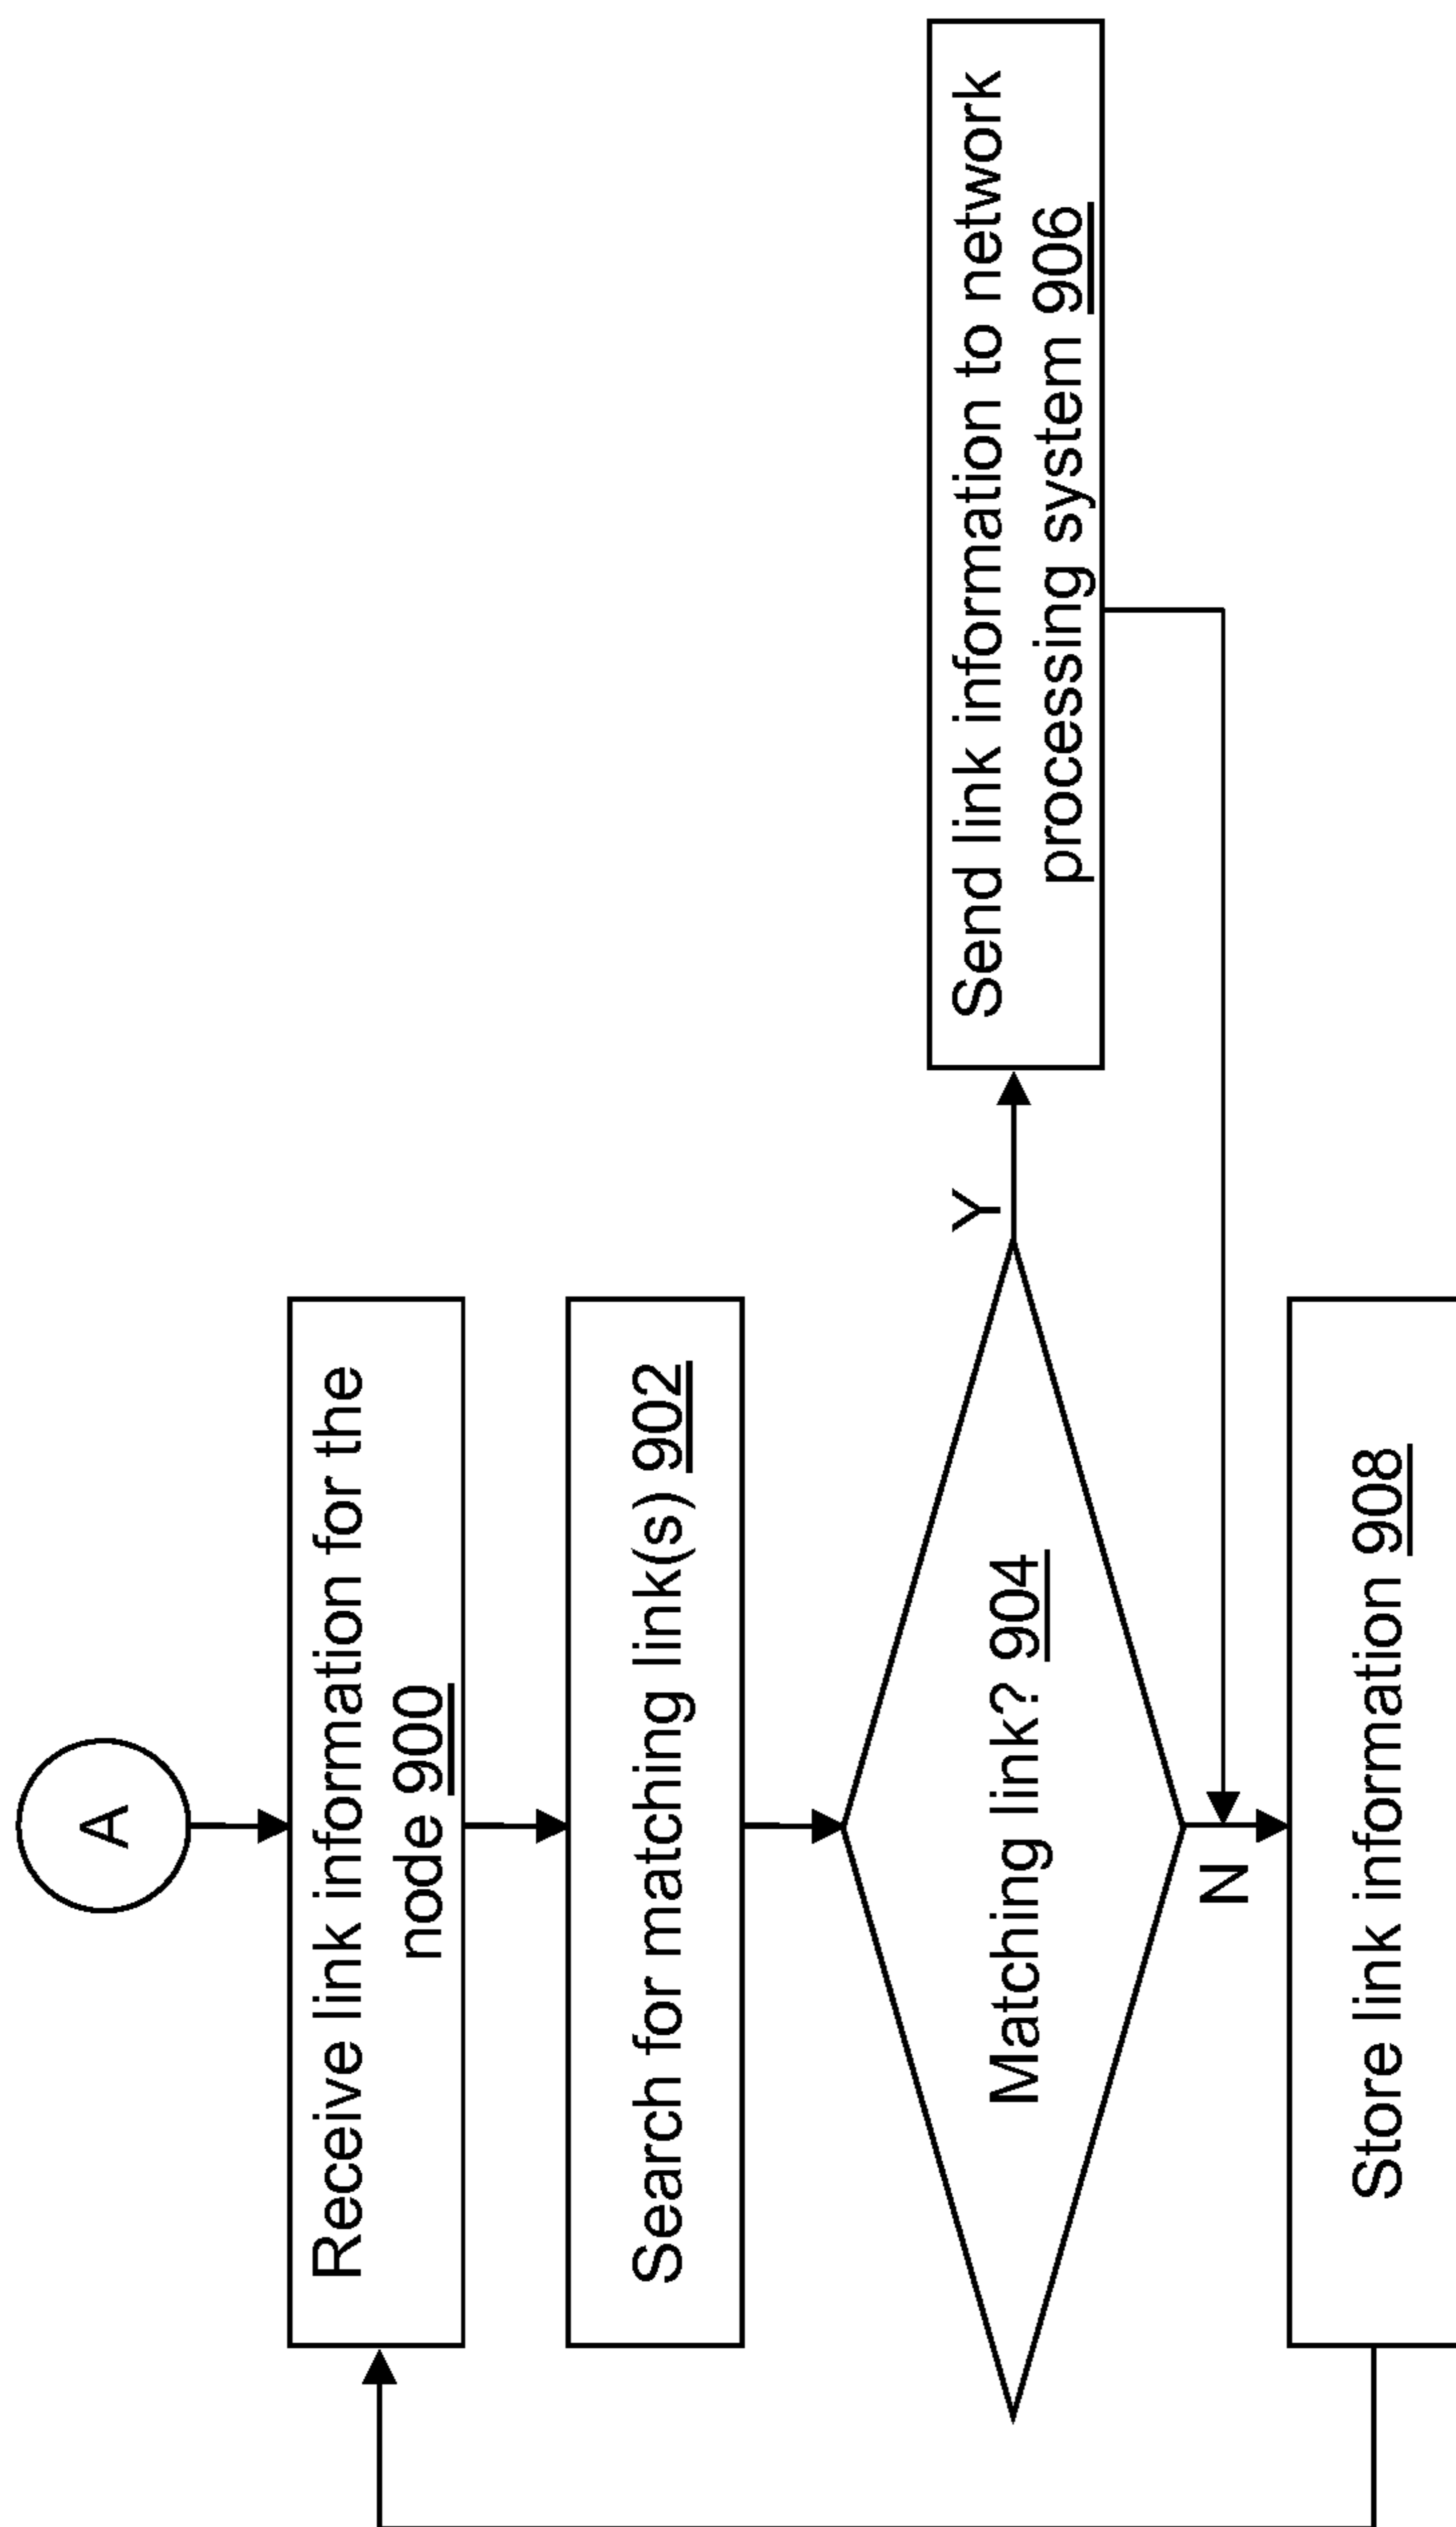 A
Receive link information for the
node 900
Search for matching link(s) 902
Matching link? 904
Y
Send link information to network
processing system 906
N
Store link information 908